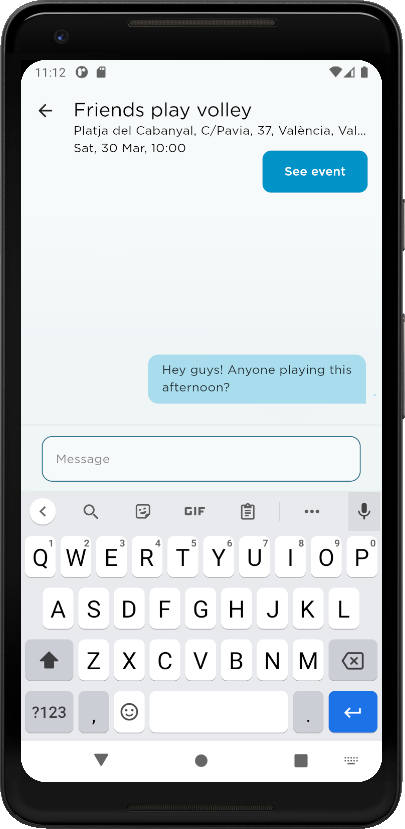 11:12
Friends play volley
Platja del Cabanyal, C/Pavia, 37, València, Val...
Sat, 30 Mar, 10:00
See event
Hey guys! Anyone playing this
afternoon?
Message
GIF
1 2 3 4 5 6 7 8 9 0
Q W E R T Y U I O P
A S D F G H J K L
Z X C V B N M
?123 , .